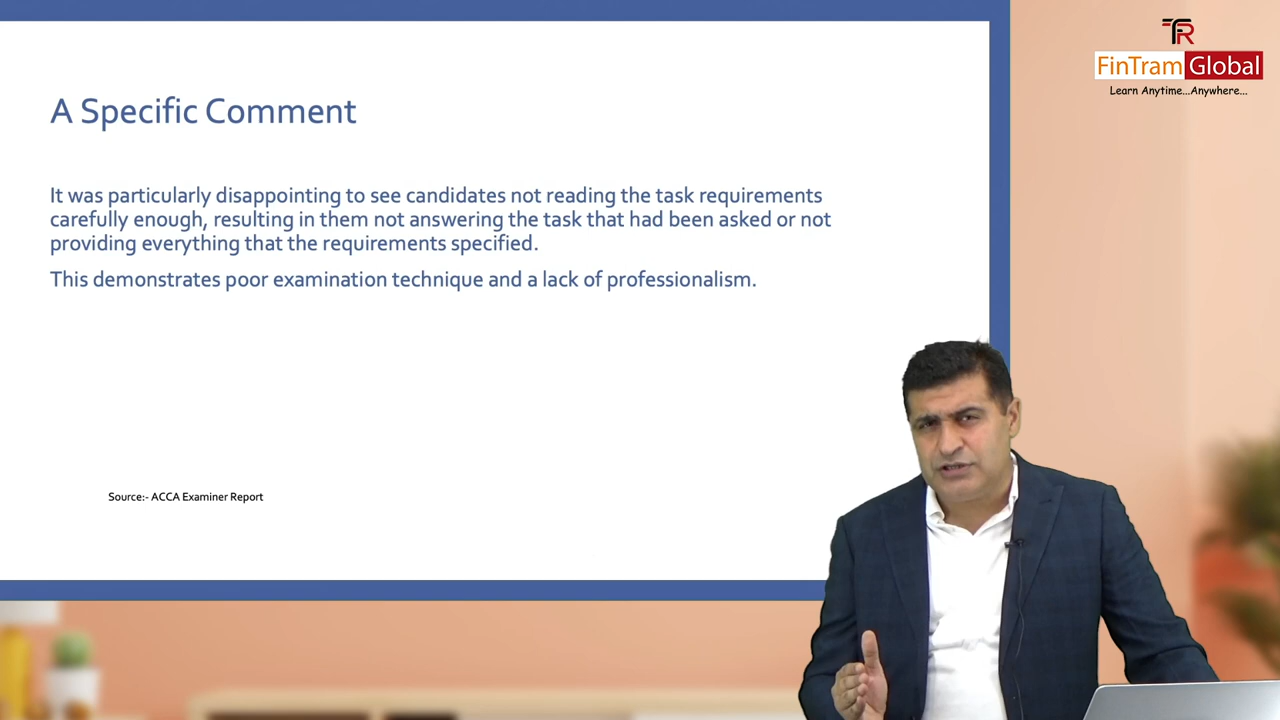 A Specific Comment
It was particularly disappointing to see candidates not reading the task requirements
carefully enough, resulting in them not answering the task that had been asked or not
providing everything that the requirements specified.
This demonstrates poor examination technique and a lack of professionalism.
Source:- ACCA Examiner Report
TR
FinTram Global
Learn Anytime...Anywhere...